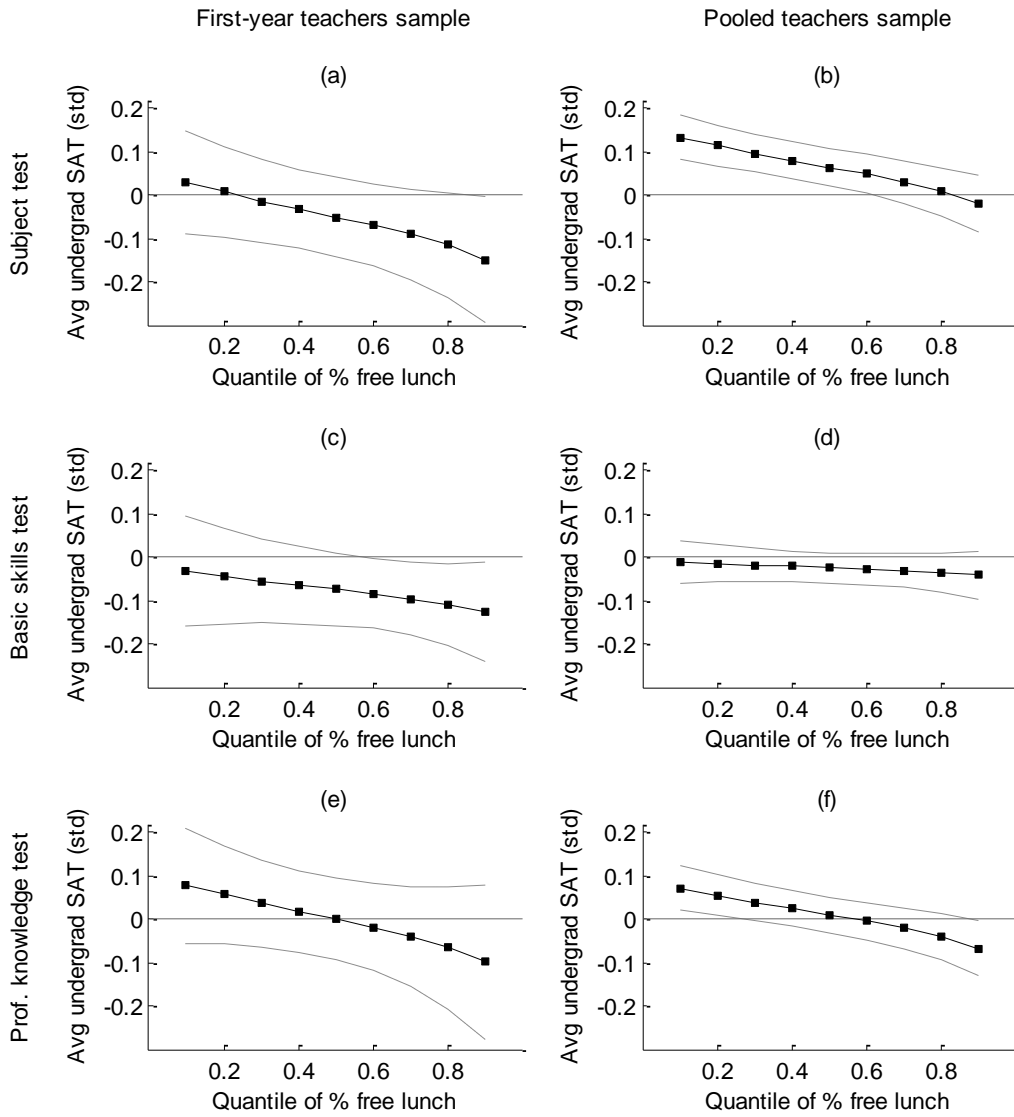 First-year teachers sample
Pooled teachers sample
Subject test
(a)
Avg undergrad SAT (std)
0.2
0.1
0
-0.1
-0.2
0.2 0.4 0.6 0.8
Quantile of % free lunch
(b)
Avg undergrad SAT (std)
0.2
0.1
0
-0.1
-0.2
0.2 0.4 0.6 0.8
Quantile of % free lunch
Basic skills test
(c)
Avg undergrad SAT (std)
0.2
0.1
0
-0.1
-0.2
0.2 0.4 0.6 0.8
Quantile of % free lunch
(d)
Avg undergrad SAT (std)
0.2
0.1
0
-0.1
-0.2
0.2 0.4 0.6 0.8
Quantile of % free lunch
Prof. knowledge test
(e)
Avg undergrad SAT (std)
0.2
0.1
0
-0.1
-0.2
0.2 0.4 0.6 0.8
Quantile of % free lunch
(f)
Avg undergrad SAT (std)
0.2
0.1
0
-0.1
-0.2
0.2 0.4 0.6 0.8
Quantile of % free lunch